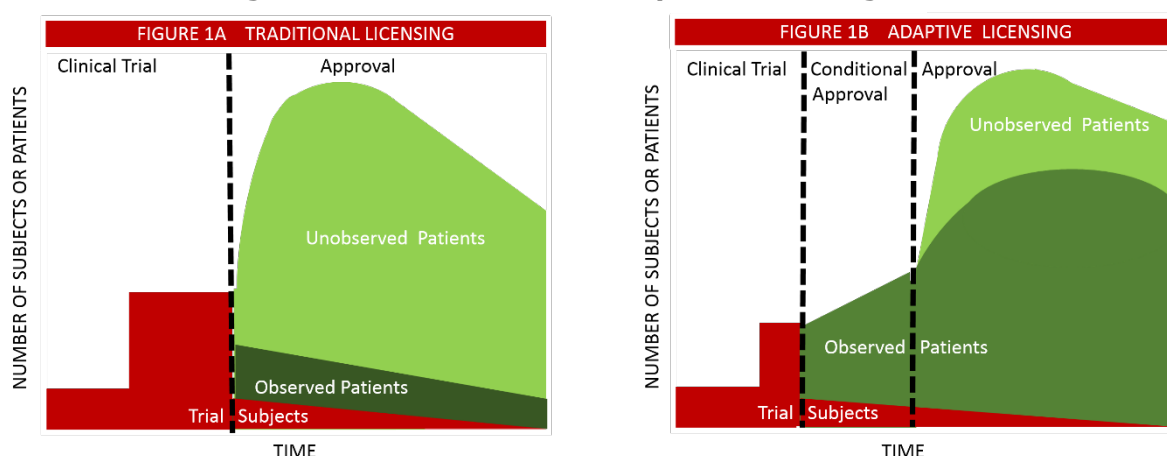 FIGURE 1A TRADITIONAL LICENSING
Clinical Trial
Approval
Unobserved Patients
Observed Patients
Trial Subjects
NUMBER OF SUBJECTS OR PATIENTS
TIME
FIGURE 1B ADAPTIVE LICENSING
Clinical Trial
Conditional
Approval
Approval
Unobserved Patients
Observed Patients
Trial Subjects
NUMBER OF SUBJECTS OR PATIENTS
TIME